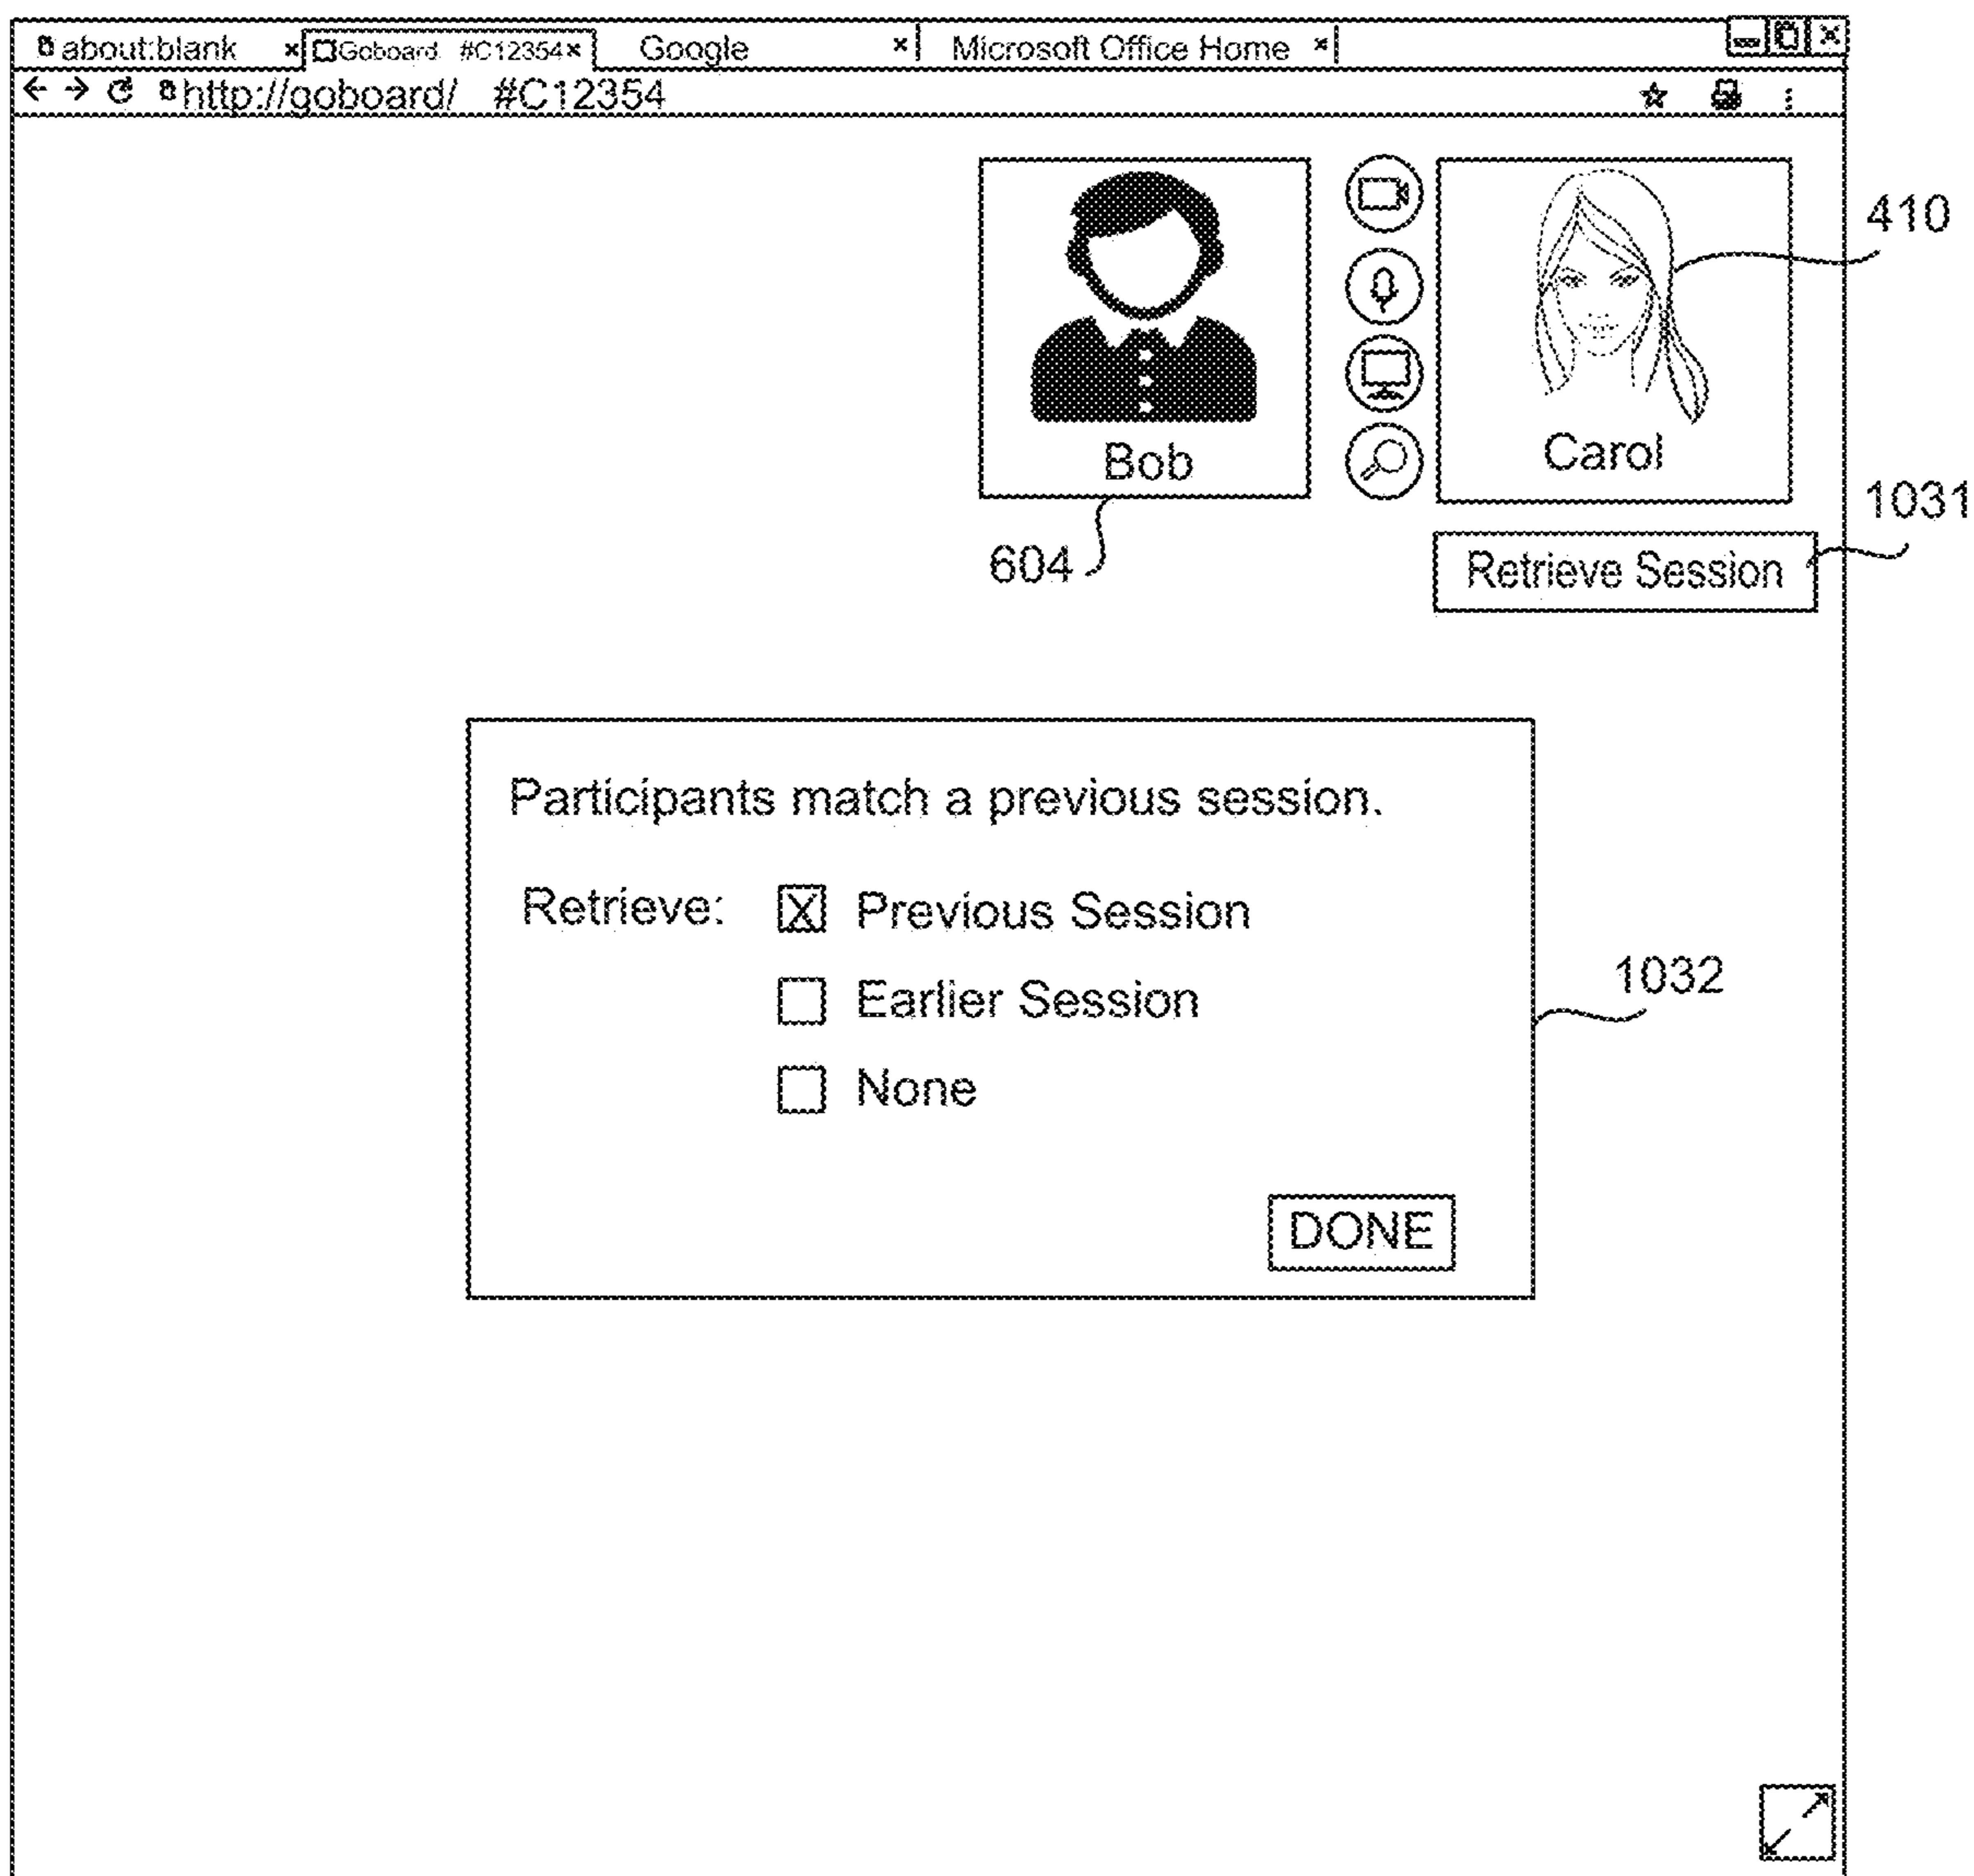 about:blank × Goboard #C12354× Google × Microsoft Office Home ×
http://goboard/ #C12354
410
Bob
Carol
604
1031
Retrieve Session
Participants match a previous session.
Retrieve: X Previous Session
Earlier Session
1032
None
DONE